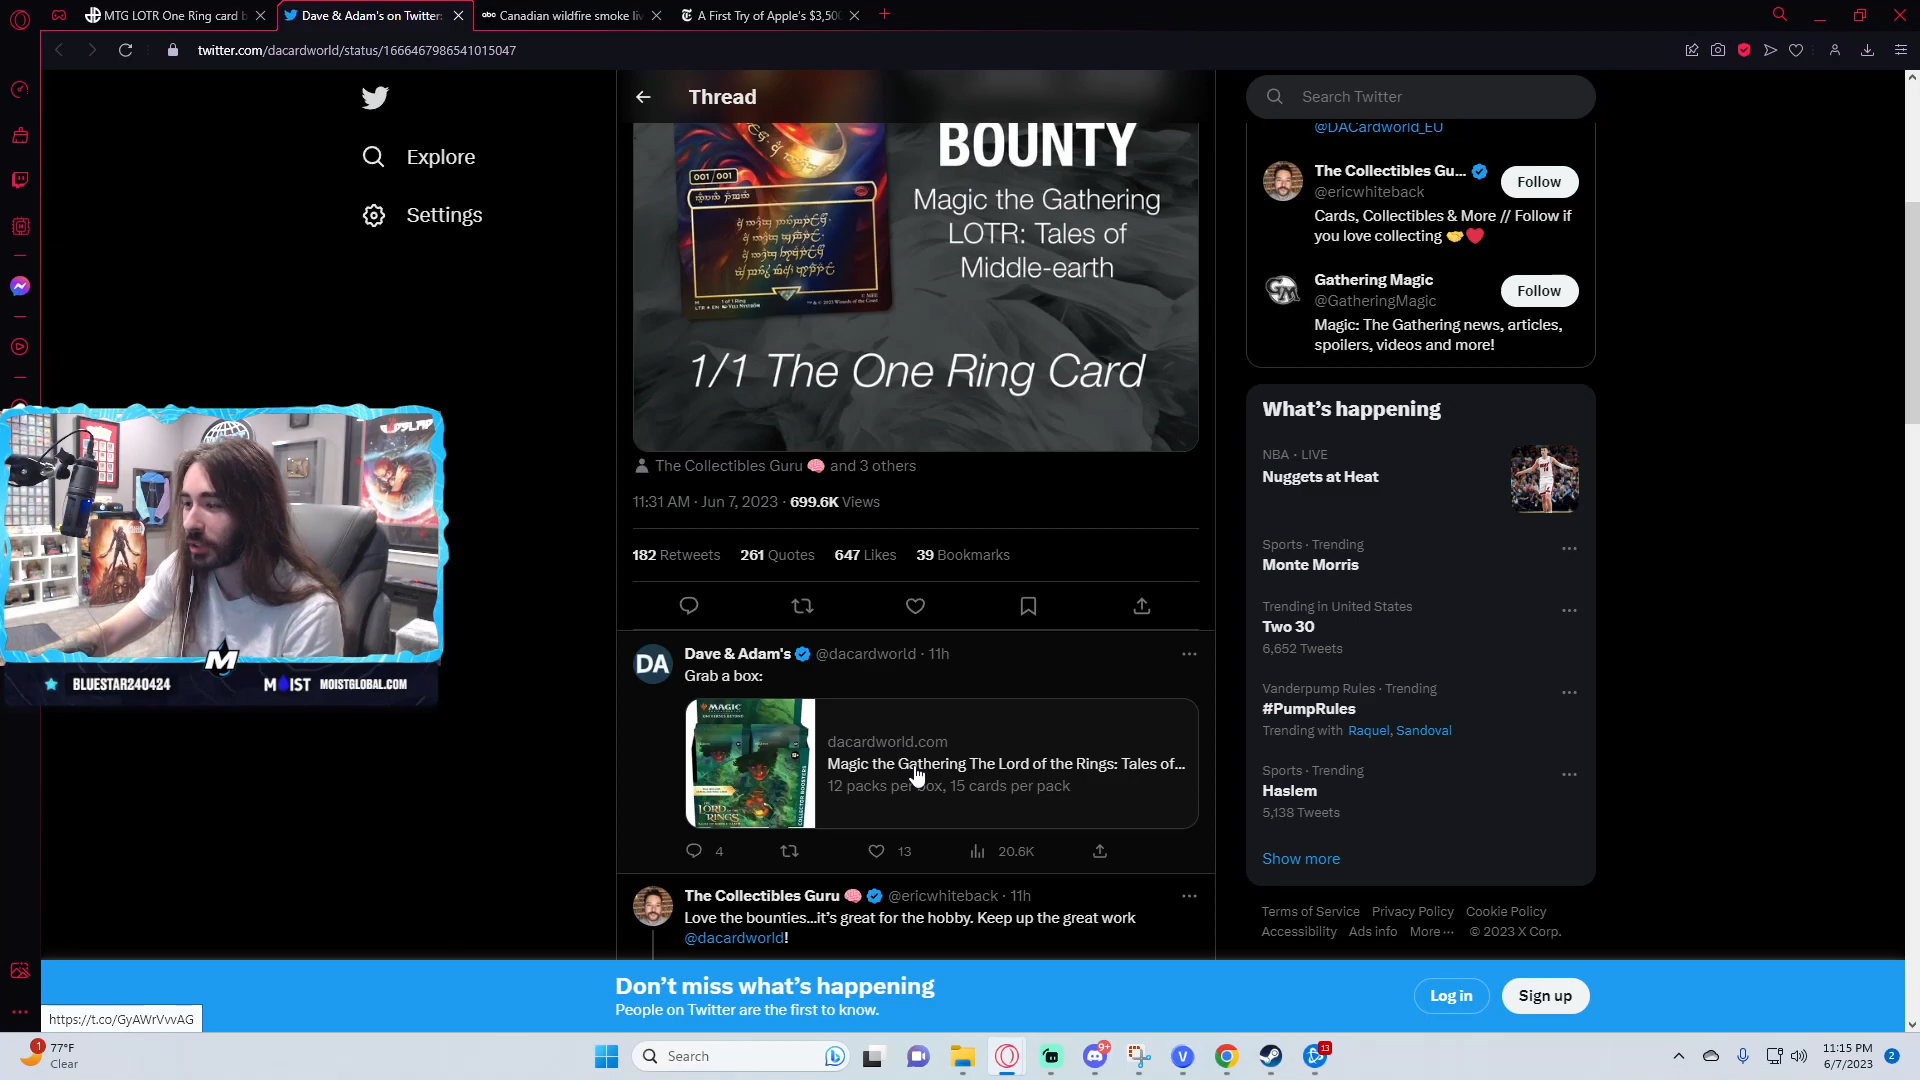 MTG LOTR One Ring card b
Dave & Adam's on Twitter:
abc Canadian wildfire smoke li
A First Try of Apple's $3,50
twitter.com/dacardworld/status/1666467986541015047
Explore
Settings
Thread
BOUNTY
Magic the Gathering
LOTR: Tales of
Middle-earth
001/001
1/1 The One Ring Card
The Collectibles Guru 🧠 and 3 others
11:31 AM · Jun 7, 2023 · 699.6K Views
182 Retweets 261 Quotes 647 Likes 39 Bookmarks
DA
Dave & Adam's @dacardworld · 11h
Grab a box:
MAGIC
LORD
RINGS
dacardworld.com
Magic the Gathering The Lord of the Rings: Tales of...
12 packs per box, 15 cards per pack
4
13
20.6K
The Collectibles Guru 🧠 @ericwhiteback · 11h
Love the bounties...it's great for the hobby. Keep up the great work
@dacardworld!
Search Twitter
@DACardworld_EU
The Collectibles Gu...
@ericwhiteback
Follow
Cards, Collectibles & More // Follow if
you love collecting 🤝❤️
Gathering Magic
@GatheringMagic
Follow
Magic: The Gathering news, articles,
spoilers, videos and more!
What's happening
NBA · LIVE
Nuggets at Heat
Sports · Trending
Monte Morris
Trending in United States
Two 30
6,652 Tweets
Vanderpump Rules · Trending
#PumpRules
Trending with Raquel, Sandoval
Sports · Trending
Haslem
5,138 Tweets
Show more
Terms of Service Privacy Policy Cookie Policy
Accessibility Ads info More ··· © 2023 X Corp.
M
BLUESTAR240424
MOIST
MOISTGLOBAL.COM
Don't miss what's happening
People on Twitter are the first to know.
Log in
Sign up
https://t.co/GyAWrVvvAG
1
77°F
Clear
Search
9+
V
13
11:15 PM
6/7/2023
2